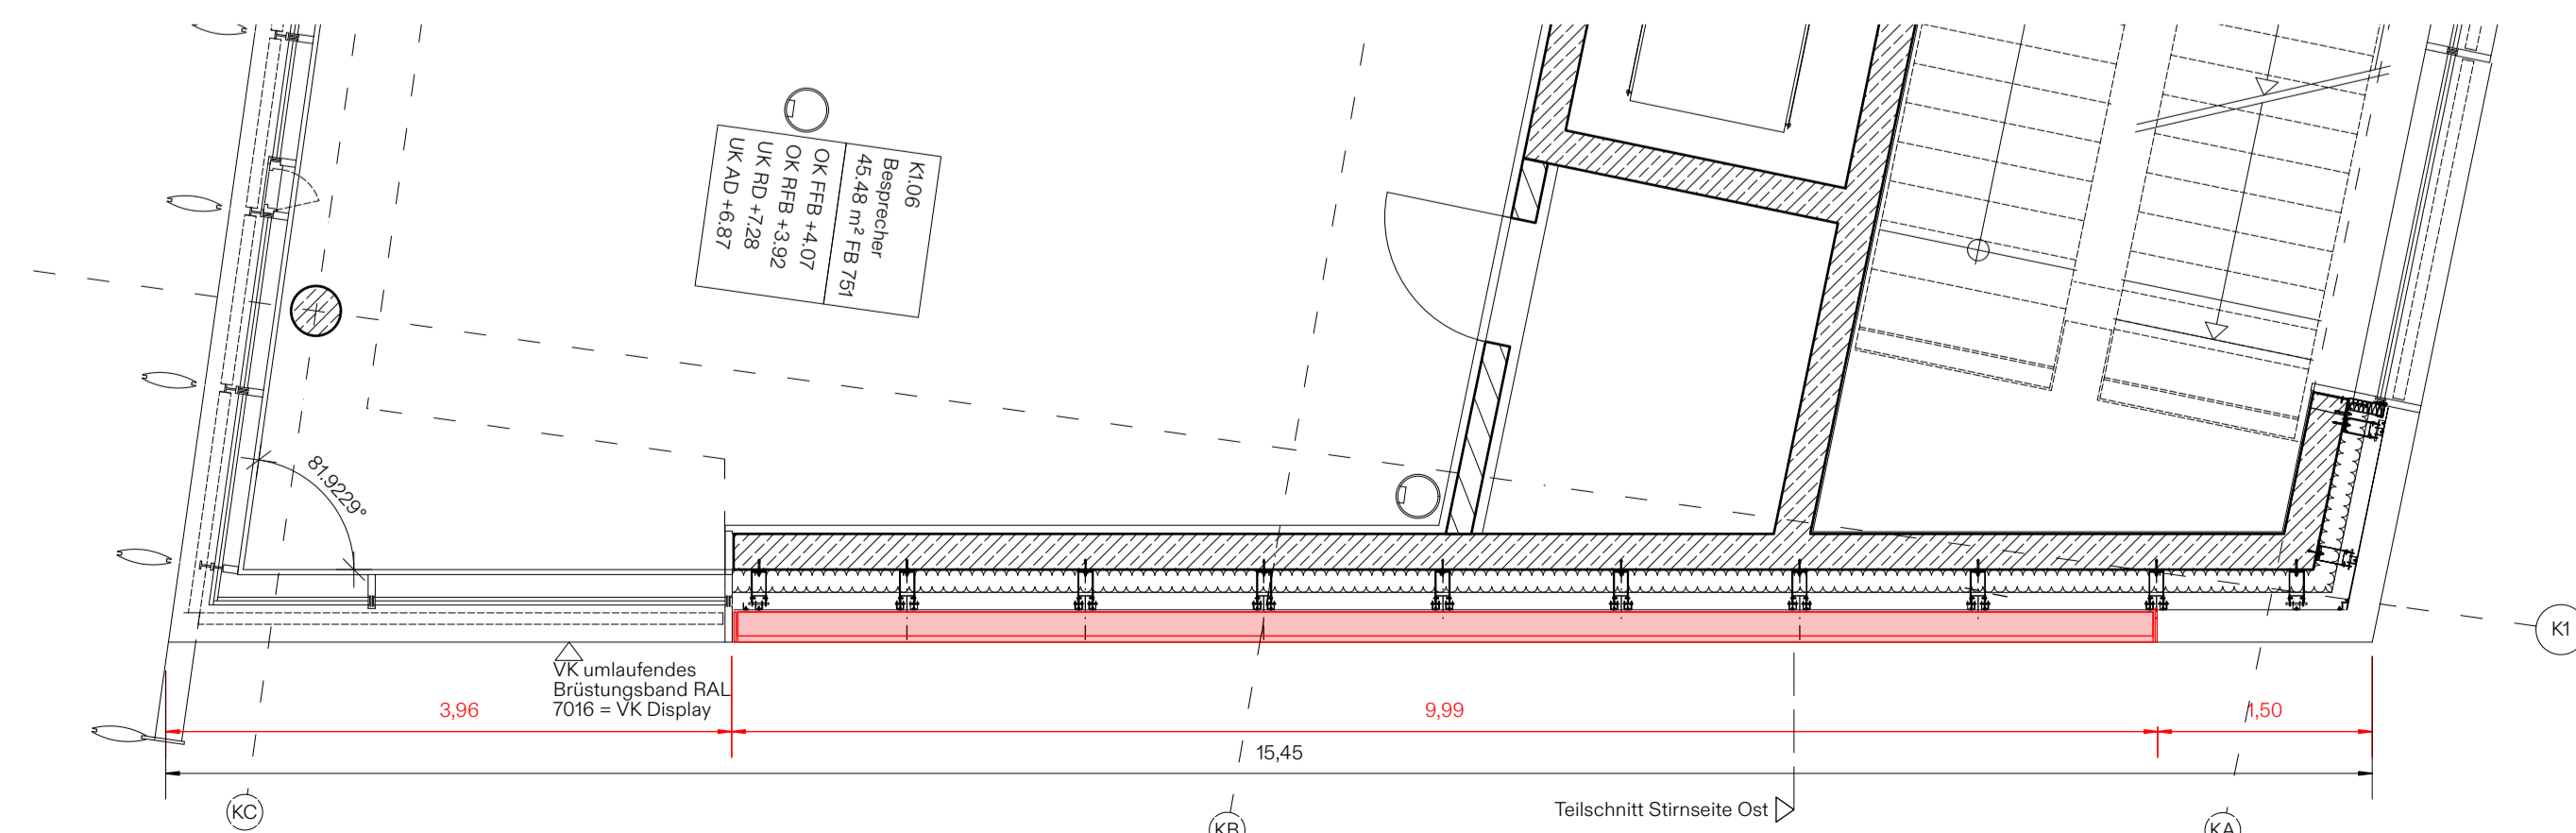 K1.06
Besprecher
45.48 m² FB 751
OK FFB +4.07
OK RFB +3.92
UK RD +7.28
UK AD +6.87
81.9229°
K1
VK umlaufendes
Brüstungsband RAL
7016 = VK Display
3,96
9,99
1,50
15,45
Teilschnitt Stirnseite Ost
KC
KB
KA